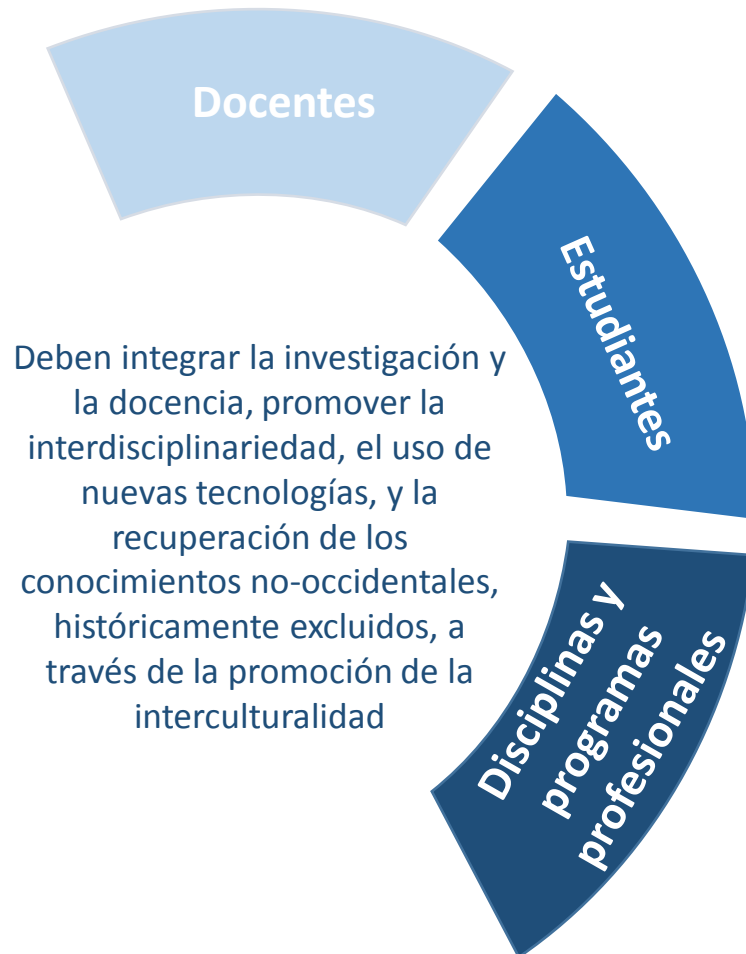 Docentes
Estudiantes
Deben integrar la investigación y
la docencia, promover la
interdisciplinariedad, el uso de
nuevas tecnologías, y la
recuperación de los
conocimientos no-occidentales,
históricamente excluidos, a
través de la promoción de la
interculturalidad
Disciplinas y
programas
profesionales